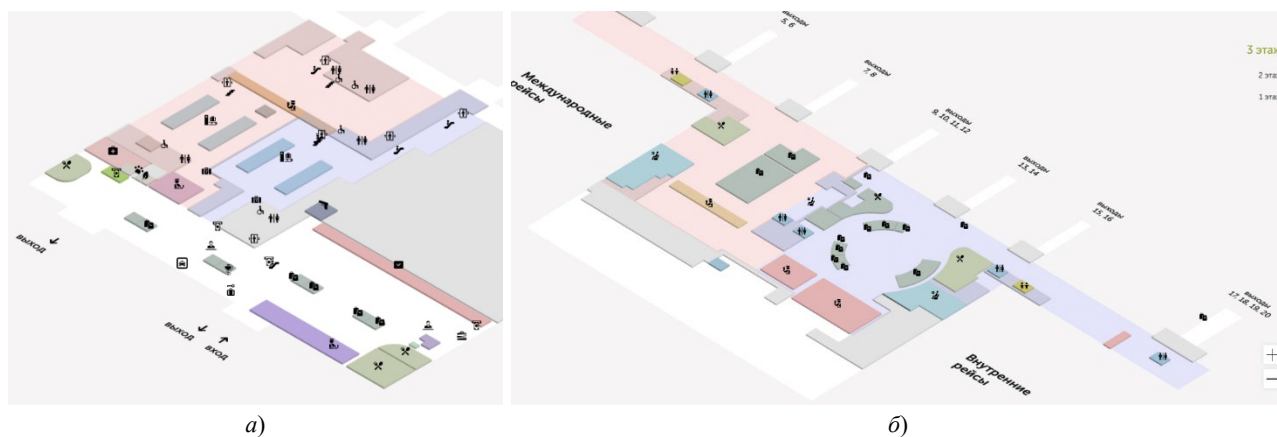 ВЫХОД
ВЫХОД
ВХОД
а)
Международные
рейсы
ВЫХОДЫ
5, 6
ВЫХОДЫ
7, 8
ВЫХОДЫ
9, 10, 11, 12
ВЫХОДЫ
13, 14
ВЫХОДЫ
15, 16
ВЫХОДЫ
17, 18, 19, 20
Внутренние
рейсы
3 этаж
2 этаж
1 этаж
+
−
б)